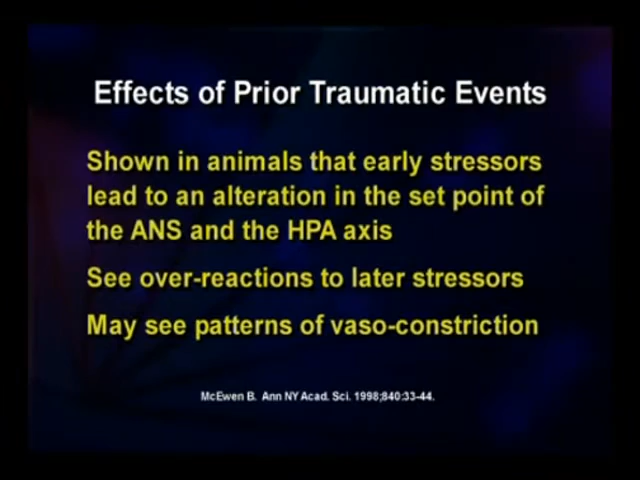 Effects of Prior Traumatic Events
Shown in animals that early stressors
lead to an alteration in the set point of
the ANS and the HPA axis
See over-reactions to later stressors
May see patterns of vaso-constriction
McEwen B. Ann NY Acad. Sci. 1998;840:33-44.